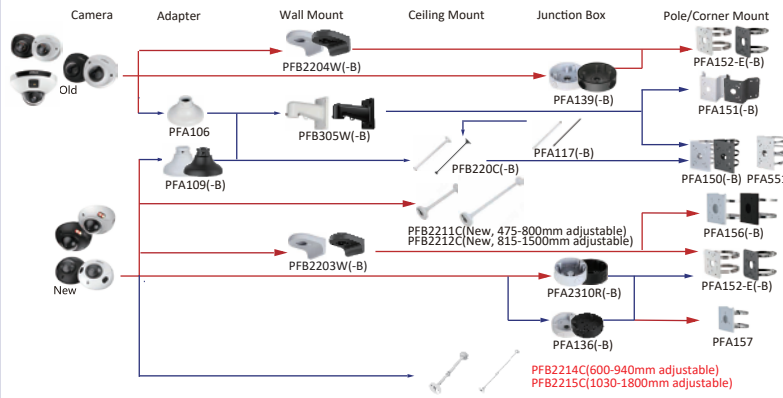 Camera Adapter Wall Mount Ceiling Mount Junction Box Pole/Corner Mount
PFB2204W(-B)
PFA152-E(-B)
Old
PFA139(-B)
PFA151(-B)
PFA106
PFB305W(-B)
PFA117(-B)
PFA109(-B)
PFB220C(-B)
PFA150(-B) PFA551
PFB2211C(New, 475-800mm adjustable)
PFB2212C(New, 815-1500mm adjustable)
PFA156(-B)
PFB2203W(-B)
PFA152-E(-B)
New
PFA2310R(-B)
PFA136(-B)
PFA157
PFB2214C(600-940mm adjustable)
PFB2215C(1030-1800mm adjustable)